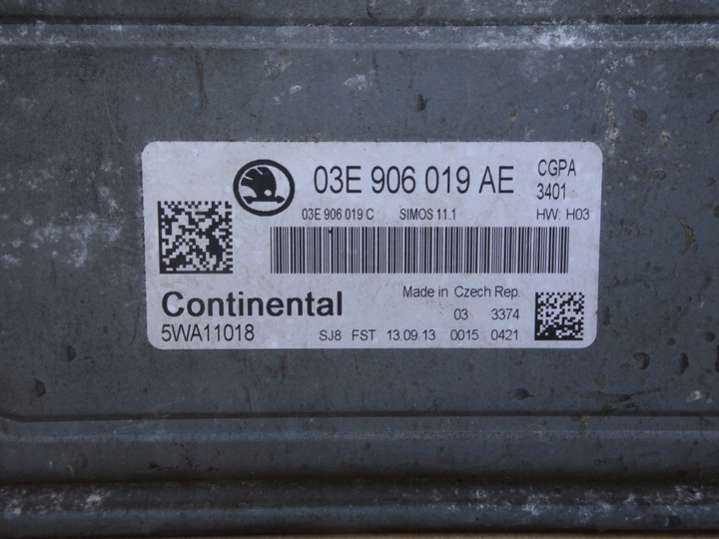 03E 906 019 AE CGPA
3401
03E 906 019 C SIMOS 11.1 HW: H03
Continental Made in Czech Rep.
03 3374
5WA11018 SJ8 FST 13.09.13 0015 0421